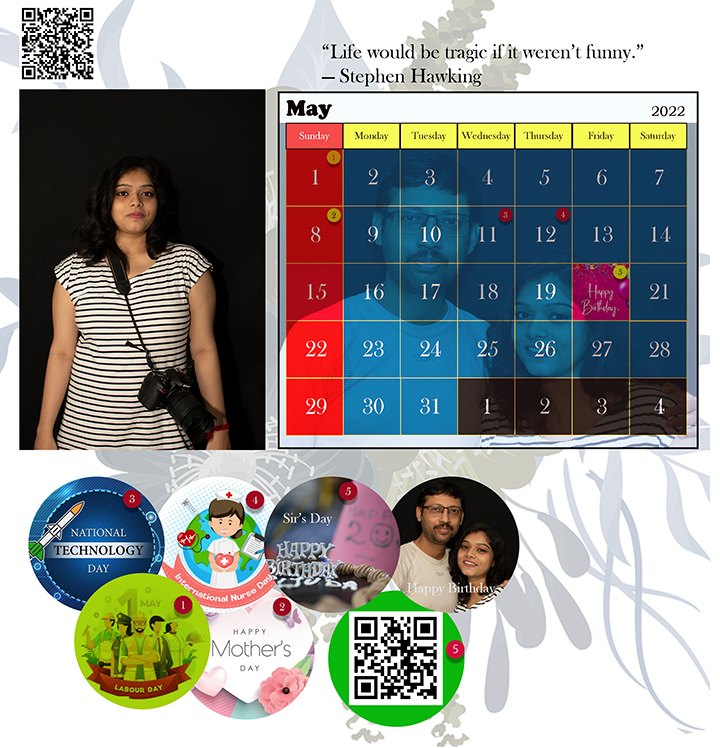 “Life would be tragic if it weren’t funny.”
— Stephen Hawking
May 2022
Sunday Monday Tuesday Wednesday Thursday Friday Saturday
1 1 2 3 4 5 6 7
8 2 9 10 11 3 12 4 13 14
15 16 17 18 19 Happy Birthday 5 21
22 23 24 25 26 27 28
29 30 31 1 2 3 4
3
NATIONAL
TECHNOLOGY
DAY
4
International Nurse Day
5
Sir's Day
HAPPY
BIRTHDAY
HAPPY
20
Happy Birthday
1
1
MAY
LABOUR DAY
2
HAPPY
Mother's
DAY
5